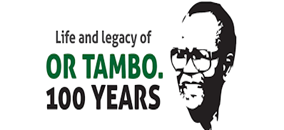 Life and legacy of
OR TAMBO.
100 YEARS